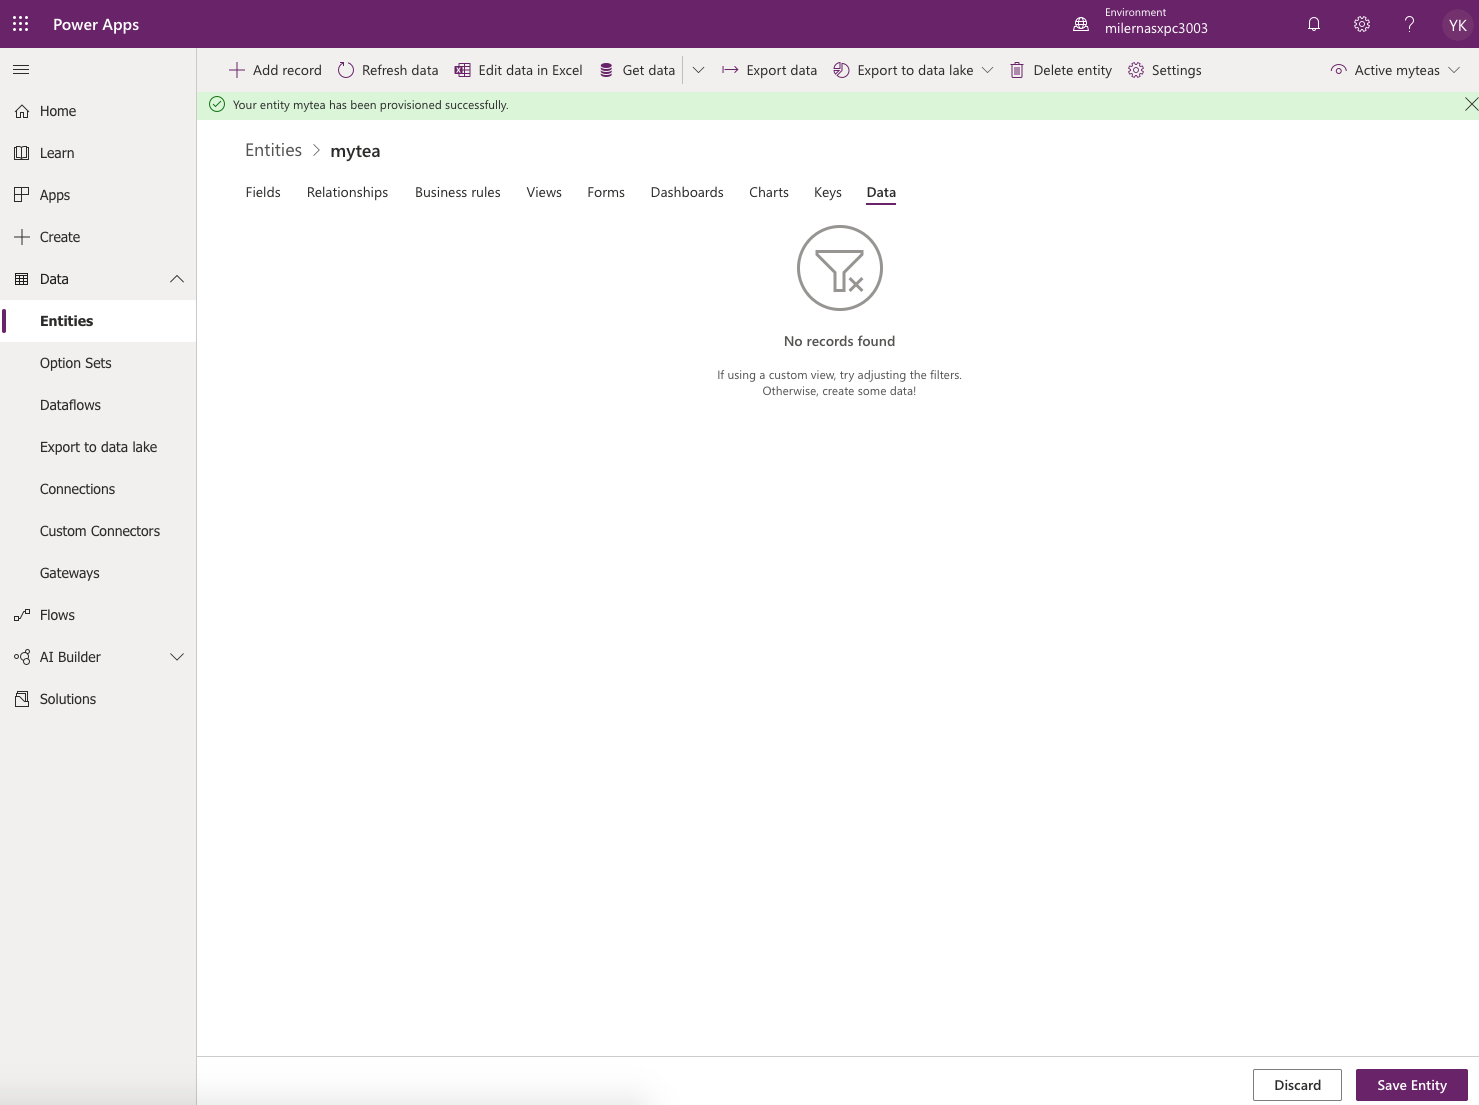 Power Apps
Environment
milernasxpc3003
YK
Add record
Refresh data
Edit data in Excel
Get data
Export data
Export to data lake
Delete entity
Settings
Active myteas
Your entity mytea has been provisioned successfully.
Home
Learn
Apps
Create
Data
Entities
Option Sets
Dataflows
Export to data lake
Connections
Custom Connectors
Gateways
Flows
AI Builder
Solutions
Entities > mytea
Fields
Relationships
Business rules
Views
Forms
Dashboards
Charts
Keys
Data
No records found
If using a custom view, try adjusting the filters.
Otherwise, create some data!
Discard
Save Entity